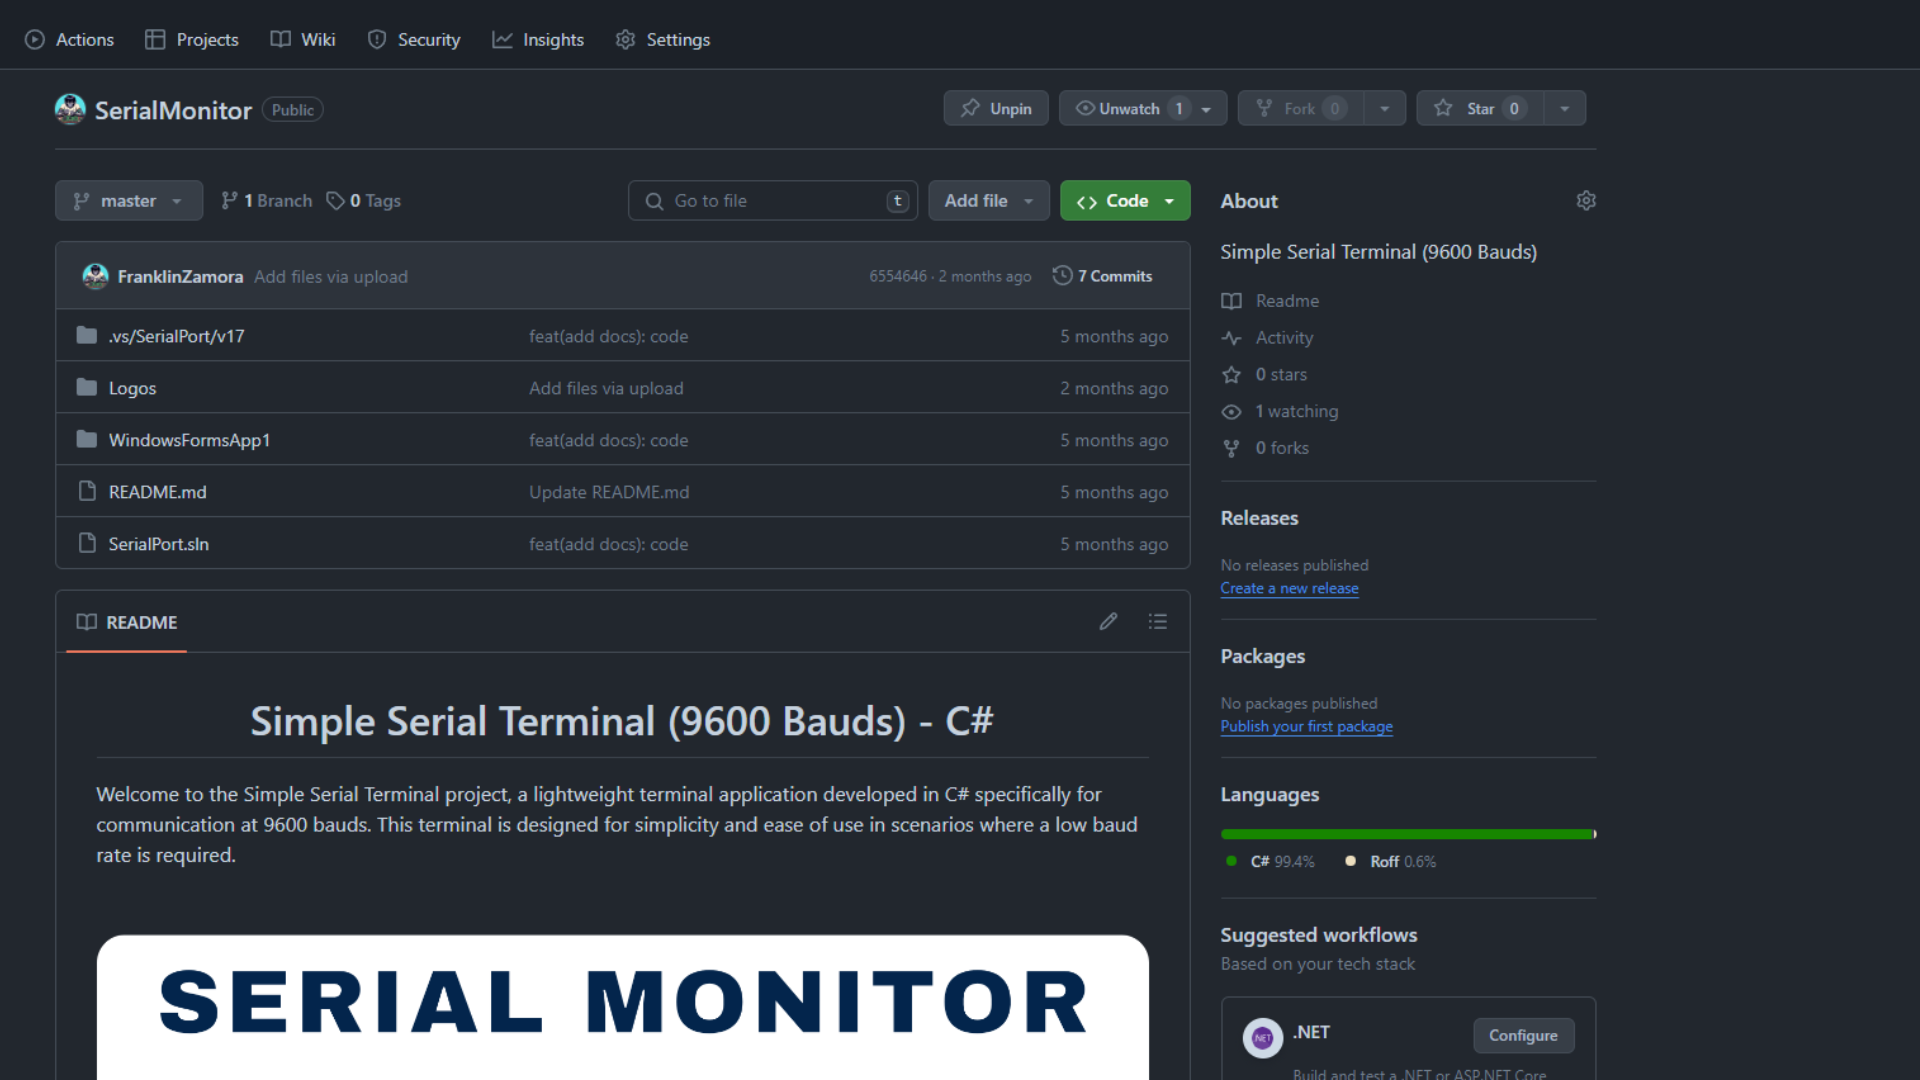 Actions Projects Wiki Security Insights Settings
SerialMonitor Public Unpin Unwatch 1 Fork 0 Star 0
master 1 Branch 0 Tags Go to file t Add file Code
FranklinZamora Add files via upload 6554646 · 2 months ago 7 Commits
.vs/SerialPort/v17 feat(add docs): code 5 months ago
Logos Add files via upload 2 months ago
WindowsFormsApp1 feat(add docs): code 5 months ago
README.md Update README.md 5 months ago
SerialPort.sln feat(add docs): code 5 months ago
README
Simple Serial Terminal (9600 Bauds) - C#
Welcome to the Simple Serial Terminal project, a lightweight terminal application developed in C# specifically for
communication at 9600 bauds. This terminal is designed for simplicity and ease of use in scenarios where a low baud
rate is required.
SERIAL MONITOR
About
Simple Serial Terminal (9600 Bauds)
Readme
Activity
0 stars
1 watching
0 forks
Releases
No releases published
Create a new release
Packages
No packages published
Publish your first package
Languages
C# 99.4% Roff 0.6%
Suggested workflows
Based on your tech stack
.NET .NET Configure
Build and test a .NET or ASP.NET Core